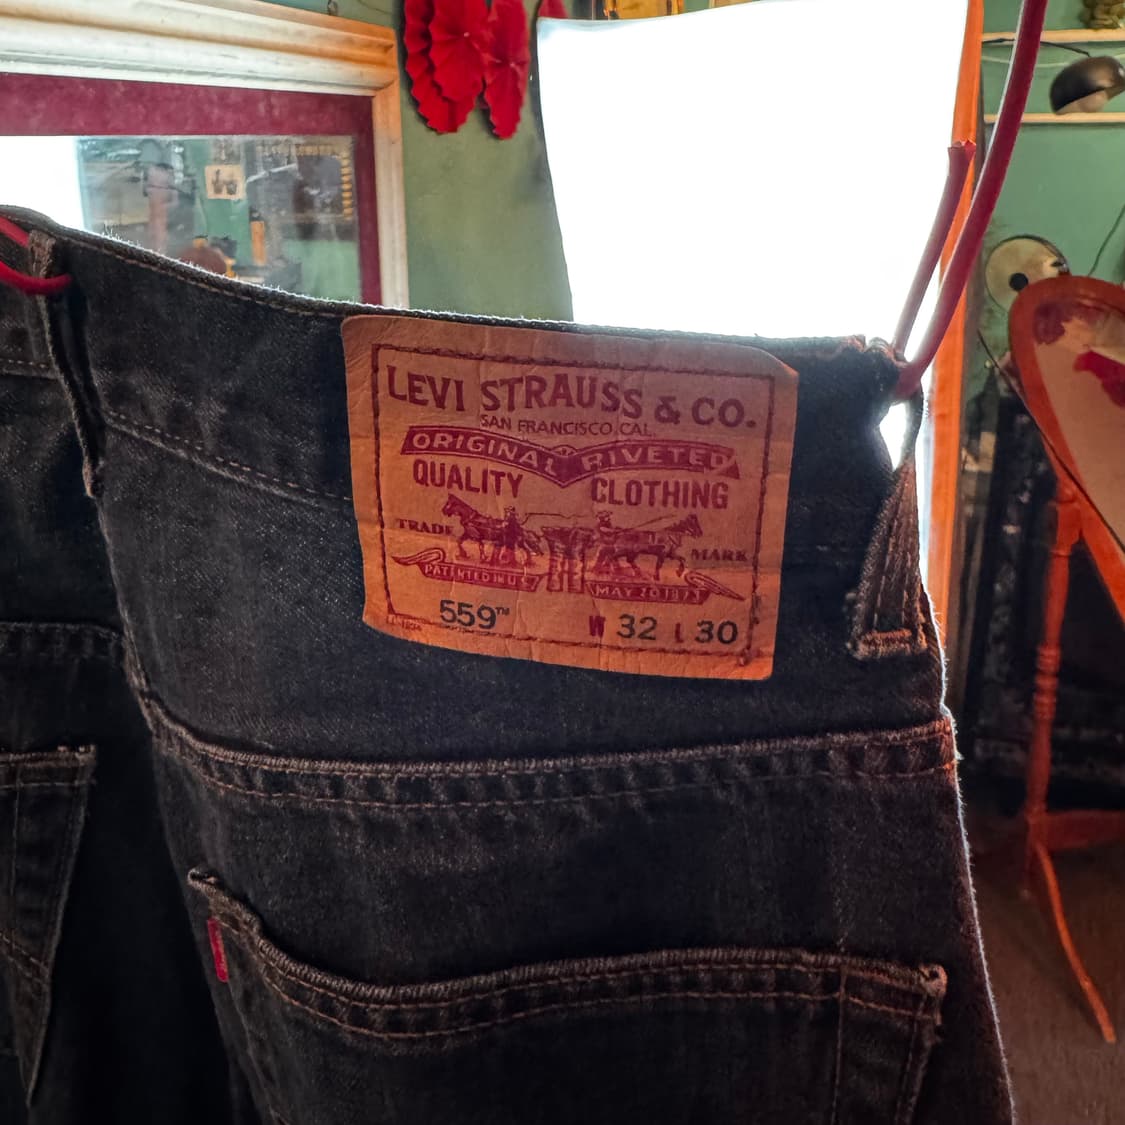 LEVI STRAUSS & CO.
SAN FRANCISCO, CAL.
ORIGINAL RIVETED
QUALITY CLOTHING
TRADE MARK
PATENTED IN U.S.
MAY 20 1873
559™ W 32 L 30